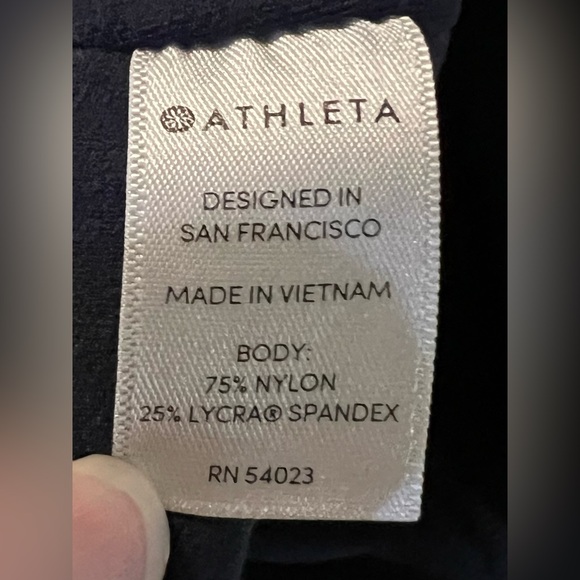 ATHLETA
DESIGNED IN
SAN FRANCISCO
MADE IN VIETNAM
BODY:
75% NYLON
25% LYCRA® SPANDEX
RN 54023